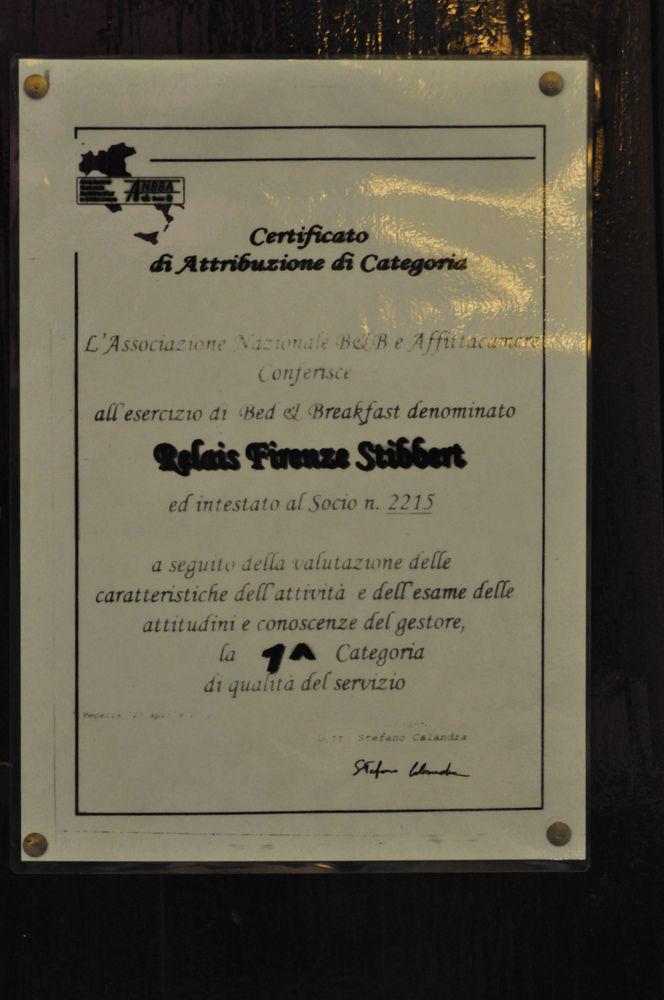 ANBBA
Certificato
di Attribuzione di Categoria
L'Associazione Nazionale B&B e Affittacamere
Conferisce
all'esercizio di Bed & Breakfast denominato
Relais Firenze Stibbert
ed intestato al Socio n. 2215
a seguito della valutazione delle
caratteristiche dell'attività e dell'esame delle
attitudini e conoscenze del gestore,
la 1^ Categoria
di qualità del servizio
Venezia
Stefano Calandra